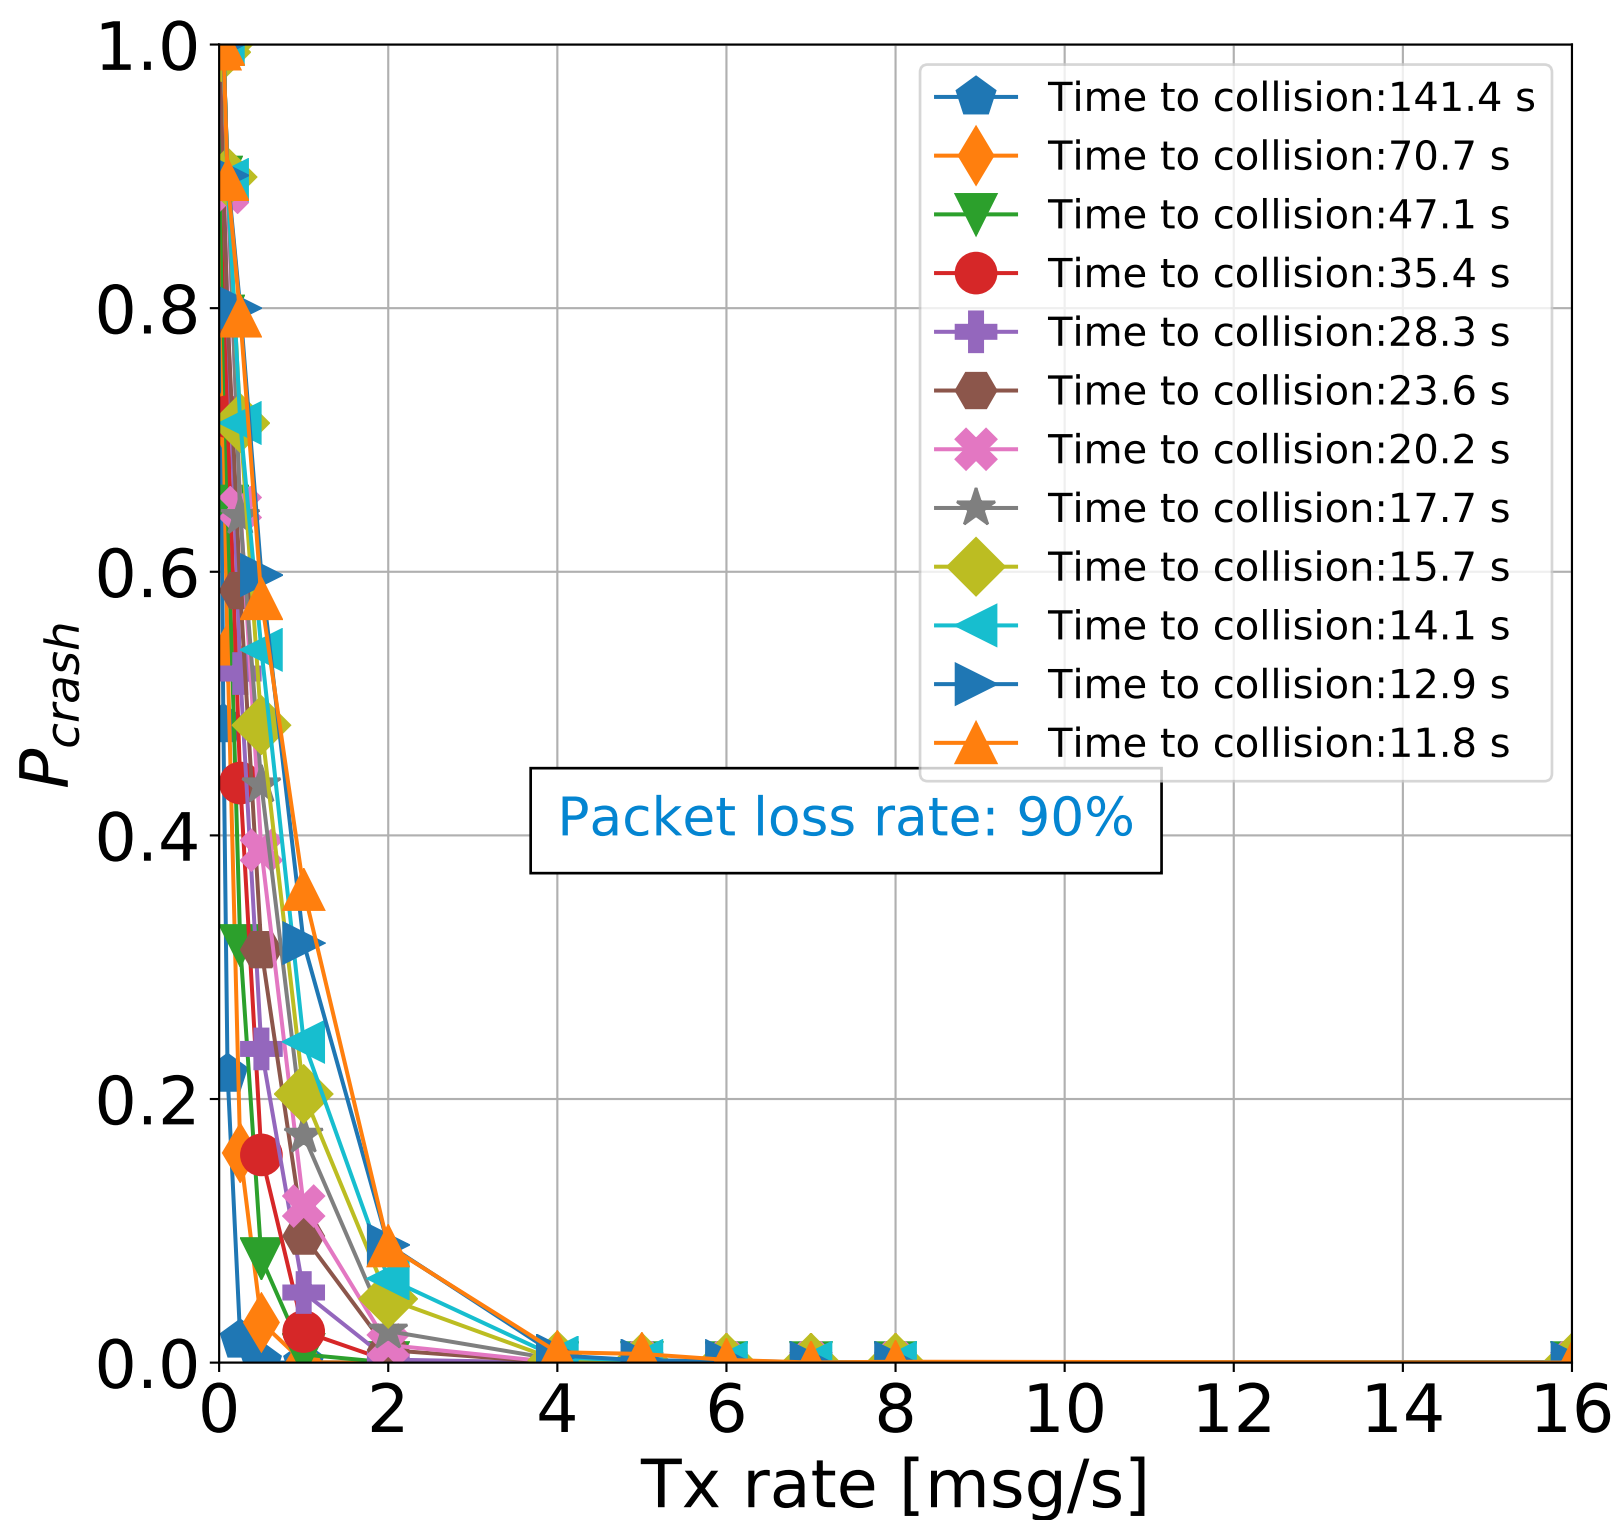 1.0
0.8
0.6
0.4
0.2
0.0
P_crash
Time to collision:141.4 s
Time to collision:70.7 s
Time to collision:47.1 s
Time to collision:35.4 s
Time to collision:28.3 s
Time to collision:23.6 s
Time to collision:20.2 s
Time to collision:17.7 s
Time to collision:15.7 s
Time to collision:14.1 s
Time to collision:12.9 s
Time to collision:11.8 s
Packet loss rate: 90%
0 2 4 6 8 10 12 14 16
Tx rate [msg/s]